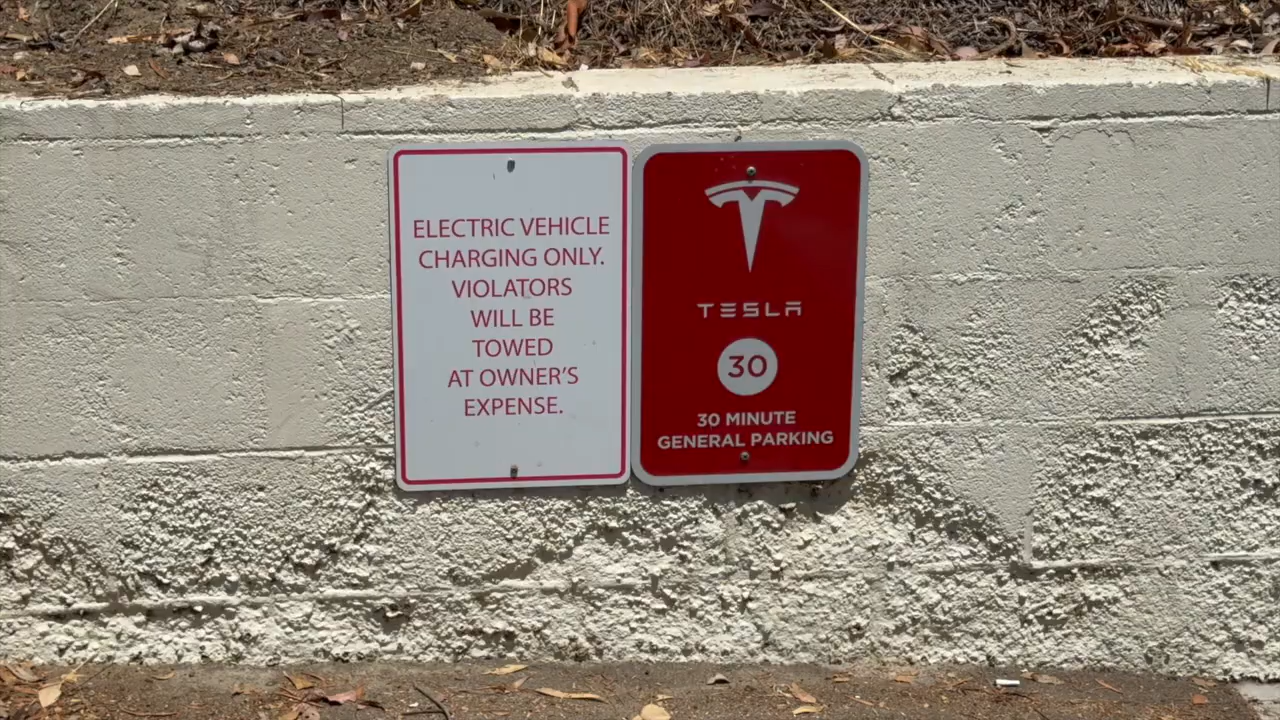 ELECTRIC VEHICLE
CHARGING ONLY.
VIOLATORS
WILL BE
TOWED
AT OWNER'S
EXPENSE.
TESLA
30
30 MINUTE
GENERAL PARKING